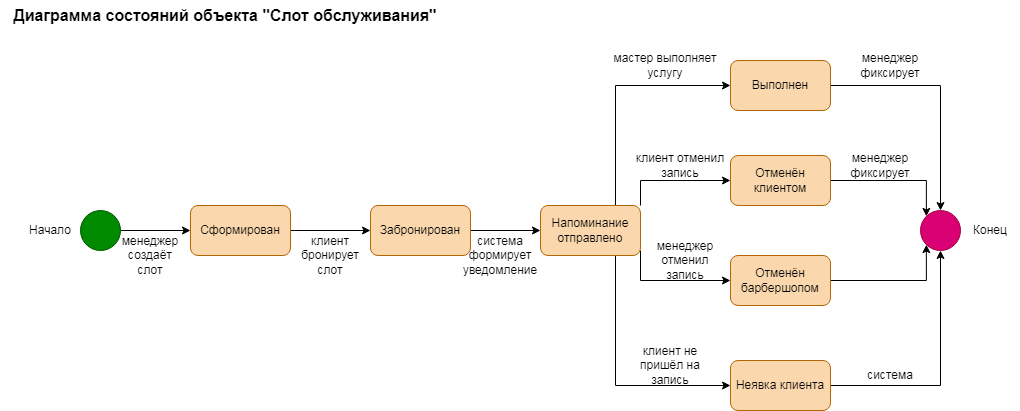 Диаграмма состояний объекта "Слот обслуживания"
мастер выполняет
услугу
Выполнен
менеджер
фиксирует
клиент отменил
запись
Отменён
клиентом
менеджер
фиксирует
Начало
менеджер
создаёт
слот
Сформирован
клиент
бронирует
слот
Забронирован
система
формирует
уведомление
Напоминание
отправлено
Конец
менеджер
отменил
запись
Отменён
барбершопом
клиент не
пришёл на
запись
Неявка клиента
система